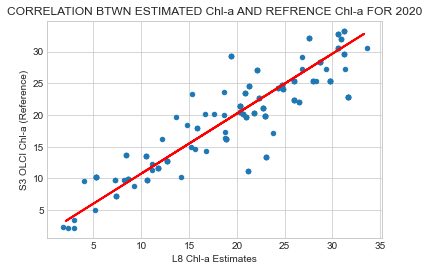 CORRELATION BTWN ESTIMATED Chl-a AND REFRENCE Chl-a FOR 2020
S3 OLCI Chl-a (Reference)
30
25
20
15
10
5
5 10 15 20 25 30 35
L8 Chl-a Estimates